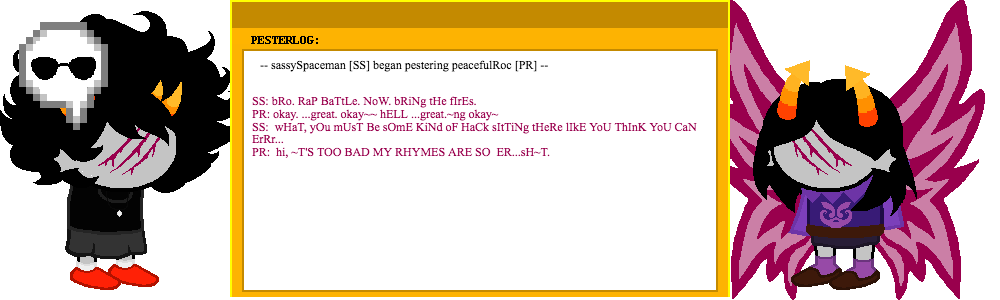 PESTERLOG:
-- sassySpaceman [SS] began pestering peacefulRoc [PR] --
SS: bRo. RaP BaTtLe. NoW. bRiNg tHe fIrEs.
PR: okay. ...great. okay~~ hELL ...great.~ng okay~
SS: wHaT, yOu mUsT Be sOmE KiNd oF HaCk sItTiNg tHeRe lIkE YoU ThInK YoU CaN
ErRr...
PR: hi, ~T'S TOO BAD MY RHYMES ARE SO ER...sH~T.